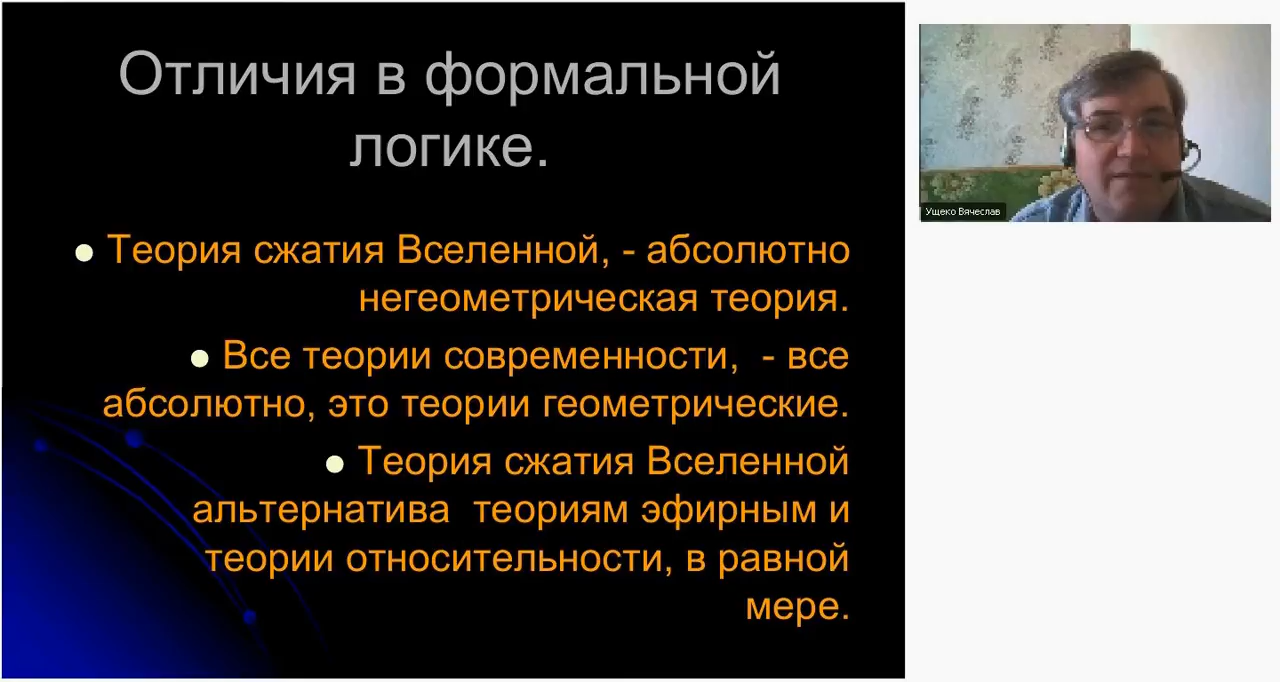 Отличия в формальной
логике.
Теория сжатия Вселенной, - абсолютно
негеометрическая теория.
Все теории современности,  - все
абсолютно, это теории геометрические.
Теория сжатия Вселенной
альтернатива  теориям эфирным и
теории относительности, в равной
мере.
Ущеко Вячеслав